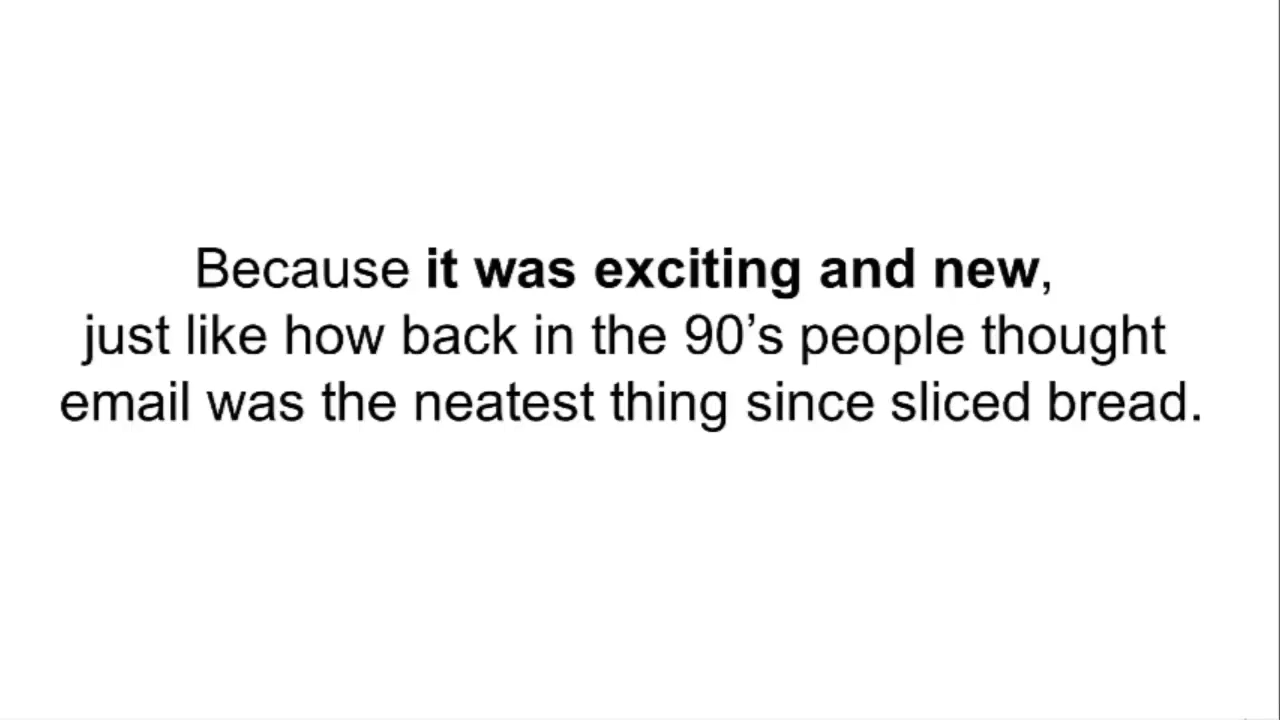 Because it was exciting and new,
just like how back in the 90’s people thought
email was the neatest thing since sliced bread.